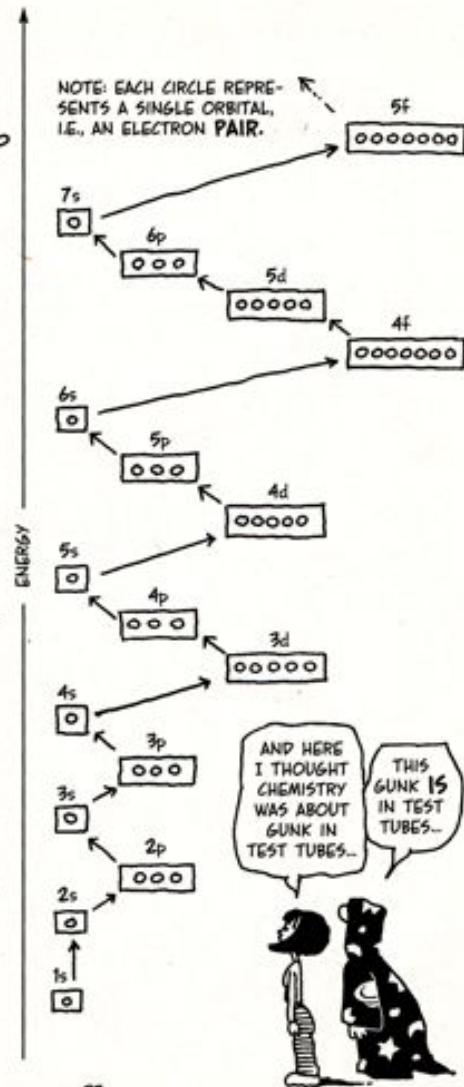 NOTE: EACH CIRCLE REPRE-
SENTS A SINGLE ORBITAL,
I.E., AN ELECTRON PAIR.
5f
7s
6p
5d
4f
6s
5p
4d
5s
4p
3d
4s
3p
3s
2p
2s
1s
ENERGY
AND HERE
I THOUGHT
CHEMISTRY
WAS ABOUT
GUNK IN
TEST TUBES...
THIS
GUNK IS
IN TEST
TUBES...